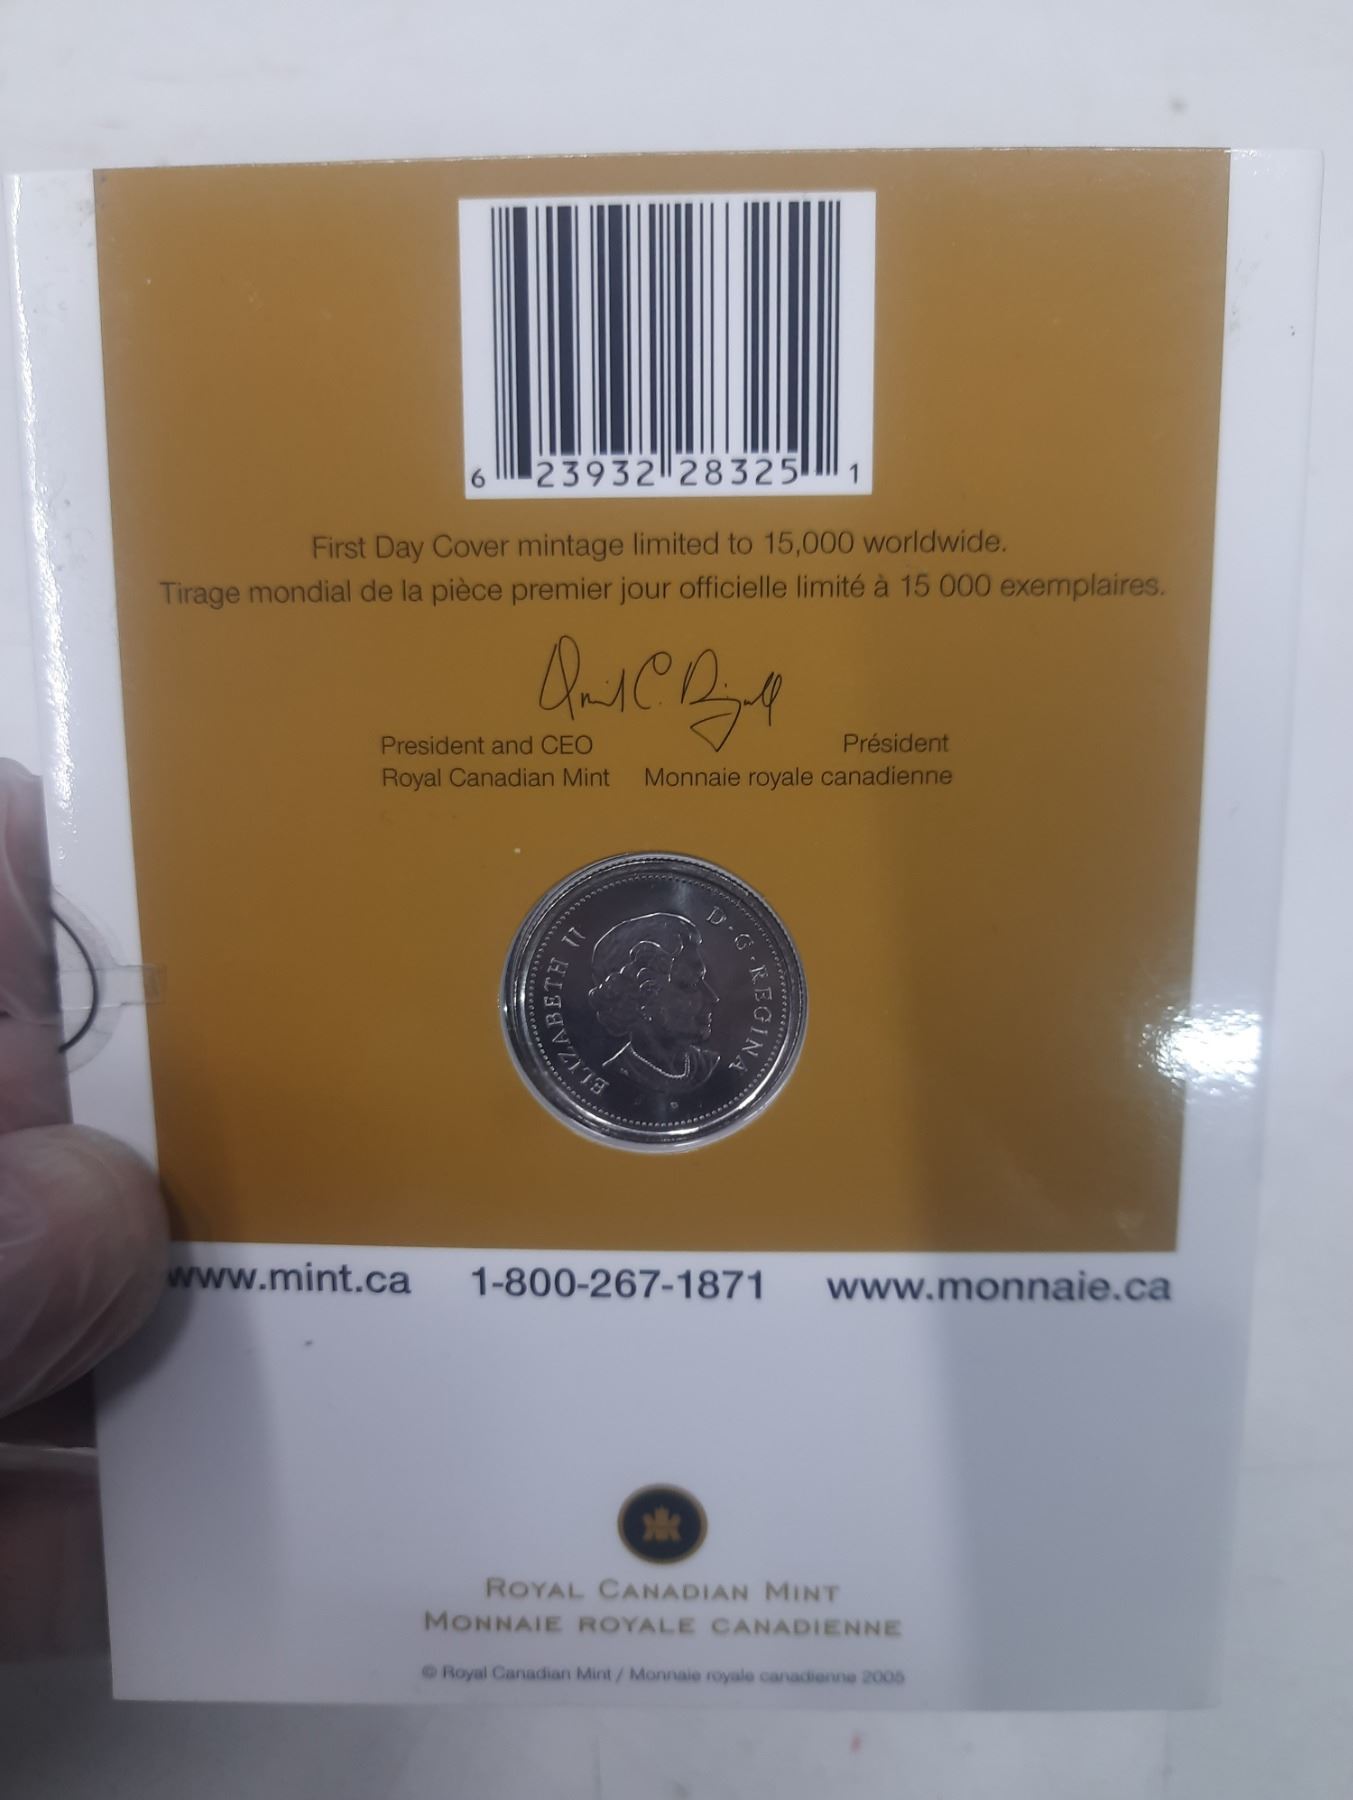 6 23932 28325 1
First Day Cover mintage limited to 15,000 worldwide.
Tirage mondial de la pièce premier jour officielle limité à 15 000 exemplaires.
President and CEO
Royal Canadian Mint
Président
Monnaie royale canadienne
ELIZABETH II D·G·REGINA
www.mint.ca 1-800-267-1871 www.monnaie.ca
ROYAL CANADIAN MINT
MONNAIE ROYALE CANADIENNE
© Royal Canadian Mint / Monnaie royale canadienne 2005